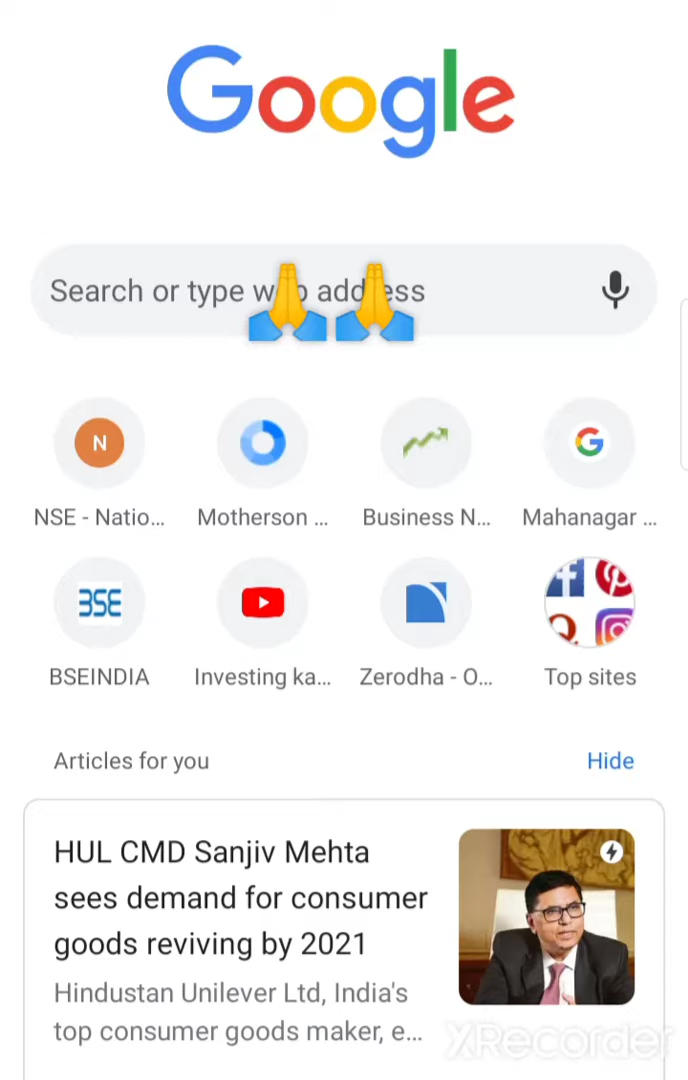 Google
Search or type web address
N
NSE - Natio...
Motherson ...
Business N...
Mahanagar ...
BSE
BSEINDIA
Investing ka...
Zerodha - O...
Top sites
Articles for you
Hide
HUL CMD Sanjiv Mehta
sees demand for consumer
goods reviving by 2021
Hindustan Unilever Ltd, India's
top consumer goods maker, e...
XRecorder